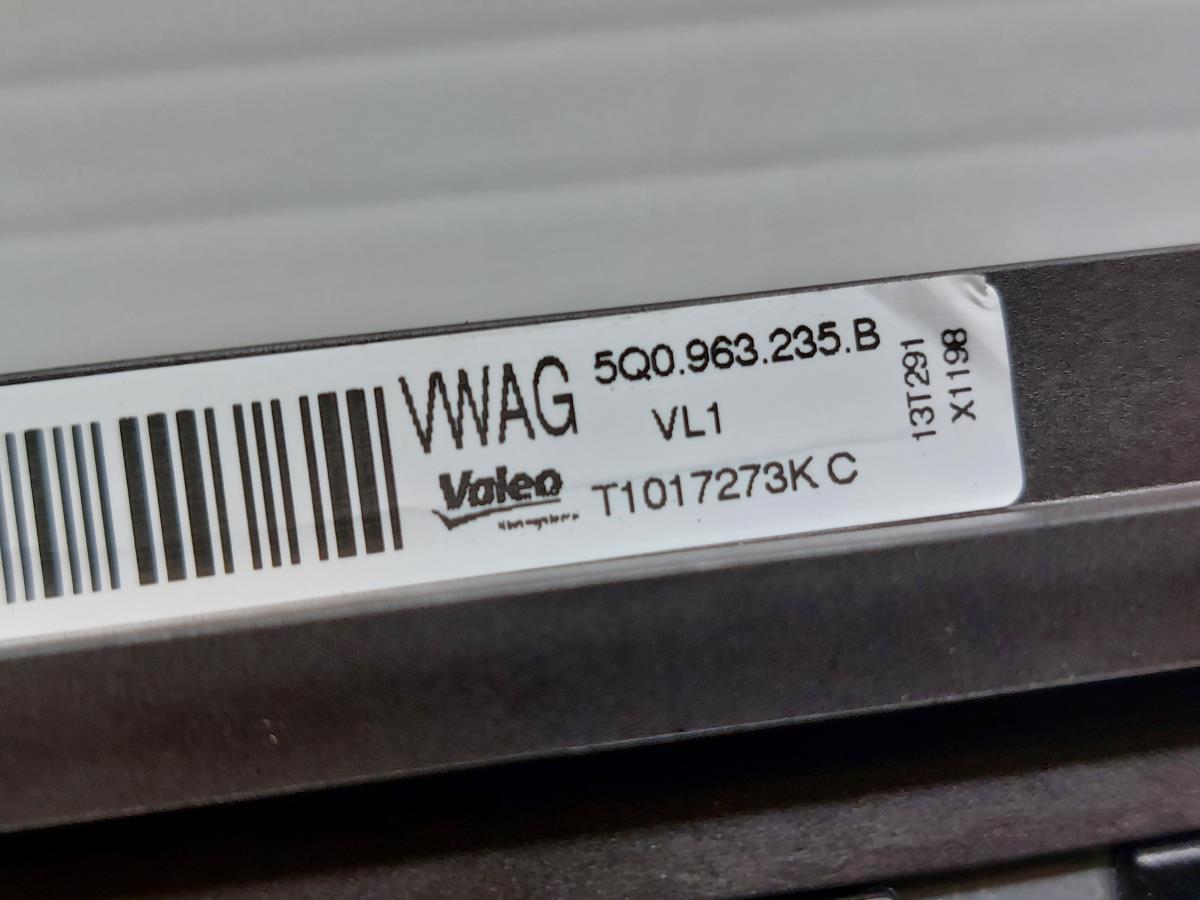 VWAG
5Q0.963.235.B
VL1
Valeo
T1017273K C
13T291
X1198